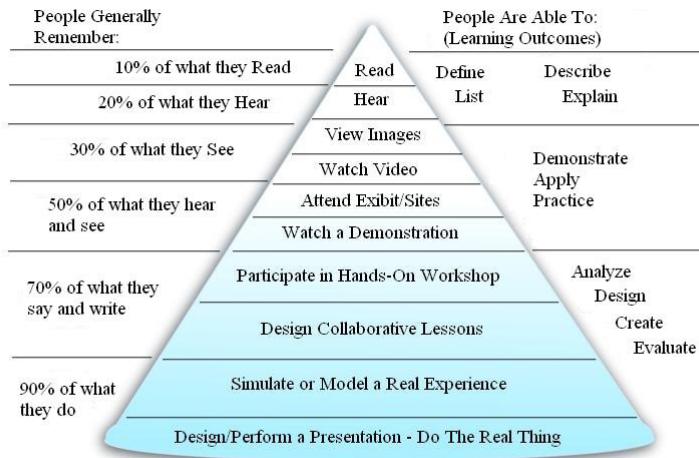 People Generally
Remember:
10% of what they Read
20% of what they Hear
30% of what they See
50% of what they hear
and see
70% of what they
say and write
90% of what
they do
Read
Hear
View Images
Watch Video
Attend Exibit/Sites
Watch a Demonstration
Participate in Hands-On Workshop
Design Collaborative Lessons
Simulate or Model a Real Experience
Design/Perform a Presentation - Do The Real Thing
People Are Able To:
(Learning Outcomes)
Define Describe
List Explain
Demonstrate
Apply
Practice
Analyze
Design
Create
Evaluate